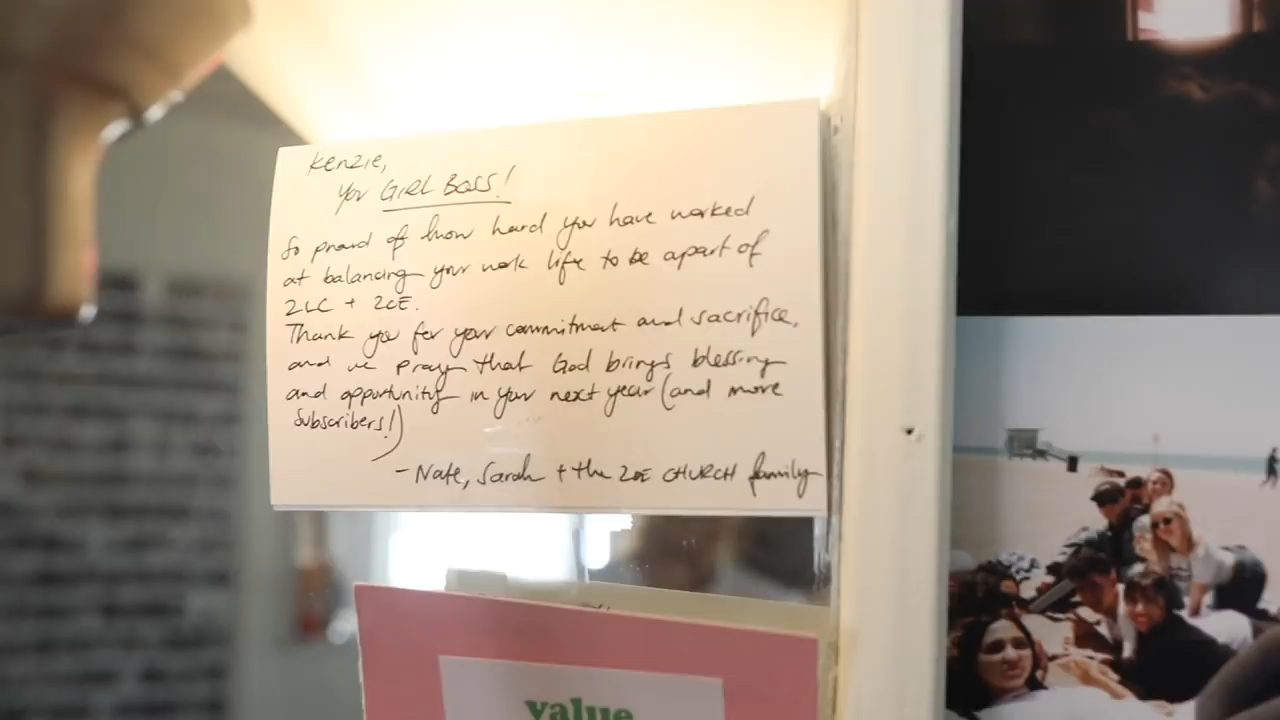 Kenzie,
You GIRL BOSS!
So proud of how hard you have worked
at balancing your work life to be apart of
ZLC + ZOE.
Thank you for your commitment and sacrifice,
and we pray that God brings blessing
and opportunity in your next year (and more
subscribers!)
- Nate, Sarah + the ZOE CHURCH family
value